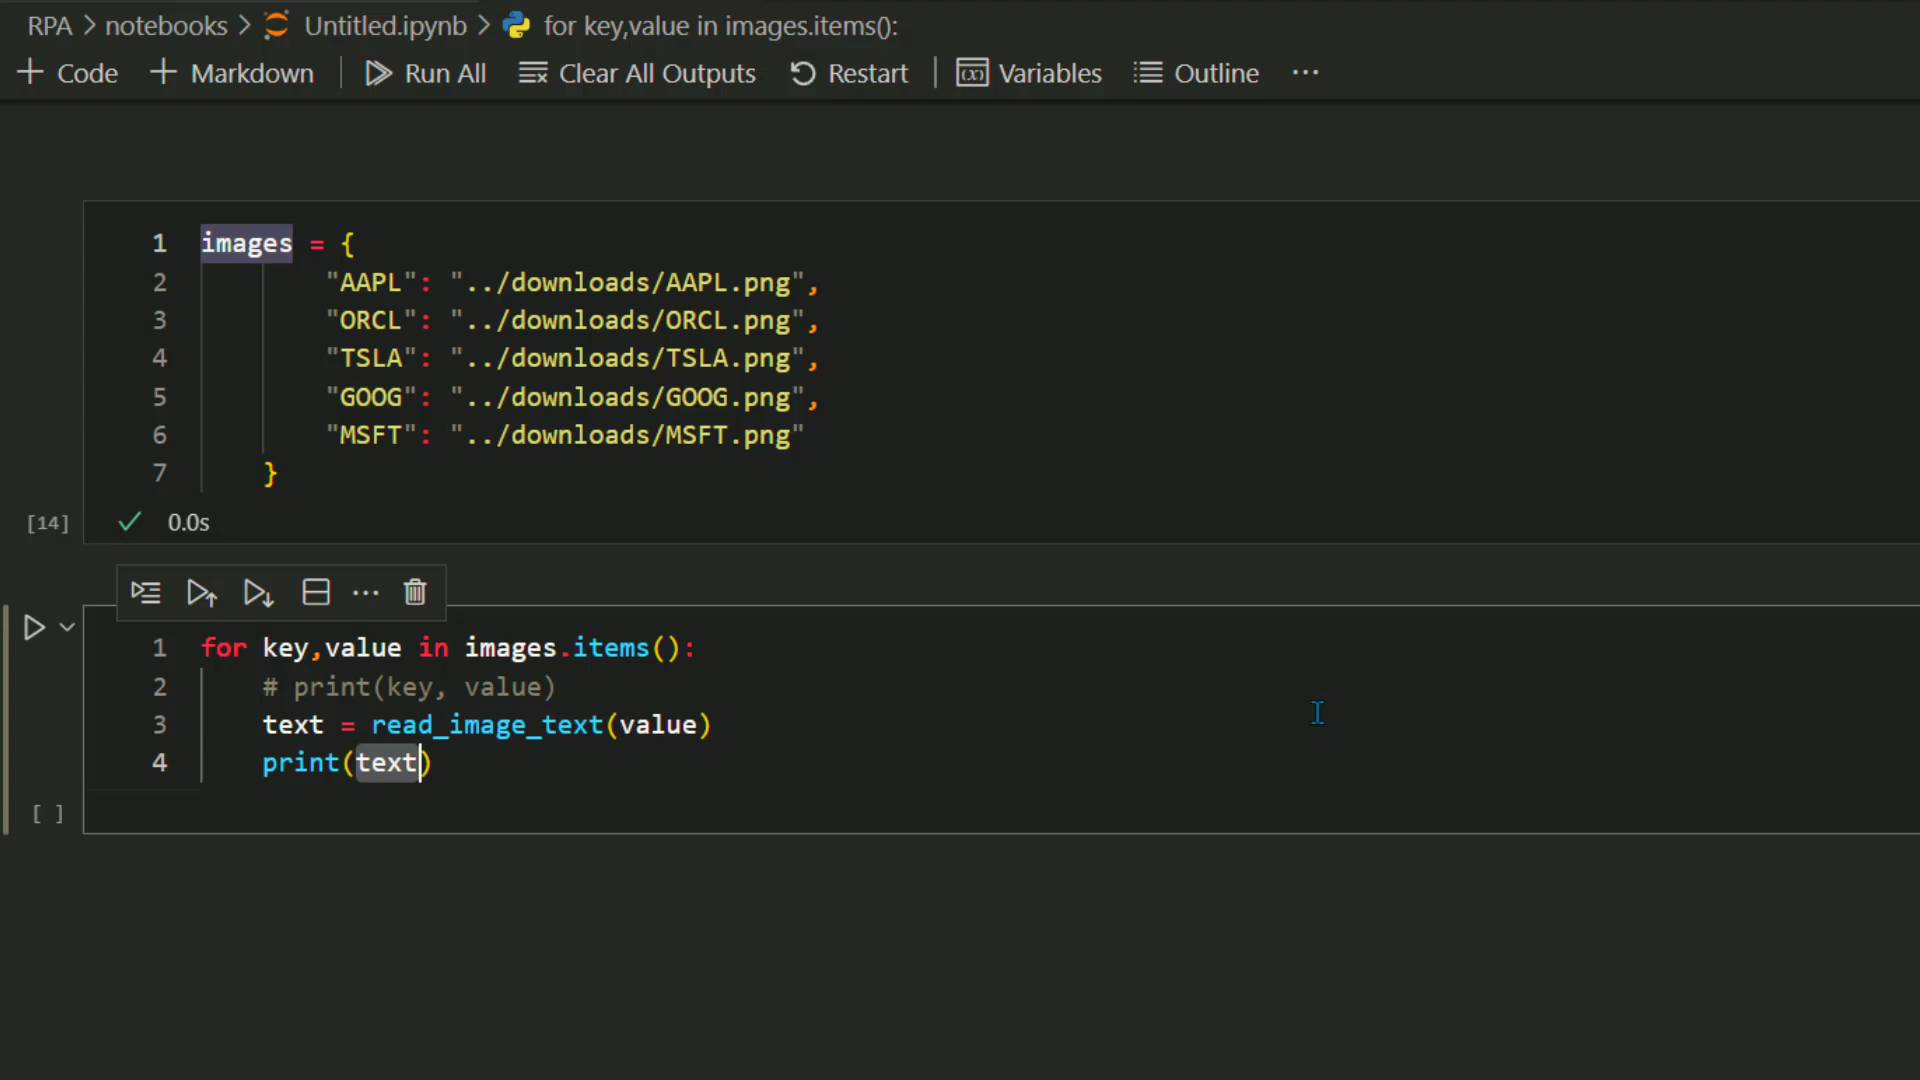 RPA > notebooks > Untitled.ipynb > for key,value in images.items():
+ Code + Markdown Run All Clear All Outputs Restart (x) Variables Outline ...
1 images = {
2 "AAPL": "../downloads/AAPL.png",
3 "ORCL": "../downloads/ORCL.png",
4 "TSLA": "../downloads/TSLA.png",
5 "GOOG": "../downloads/GOOG.png",
6 "MSFT": "../downloads/MSFT.png"
7 }
[14] 0.0s
1 for key,value in images.items():
2 # print(key, value)
3 text = read_image_text(value)
4 print(text)
[ ]